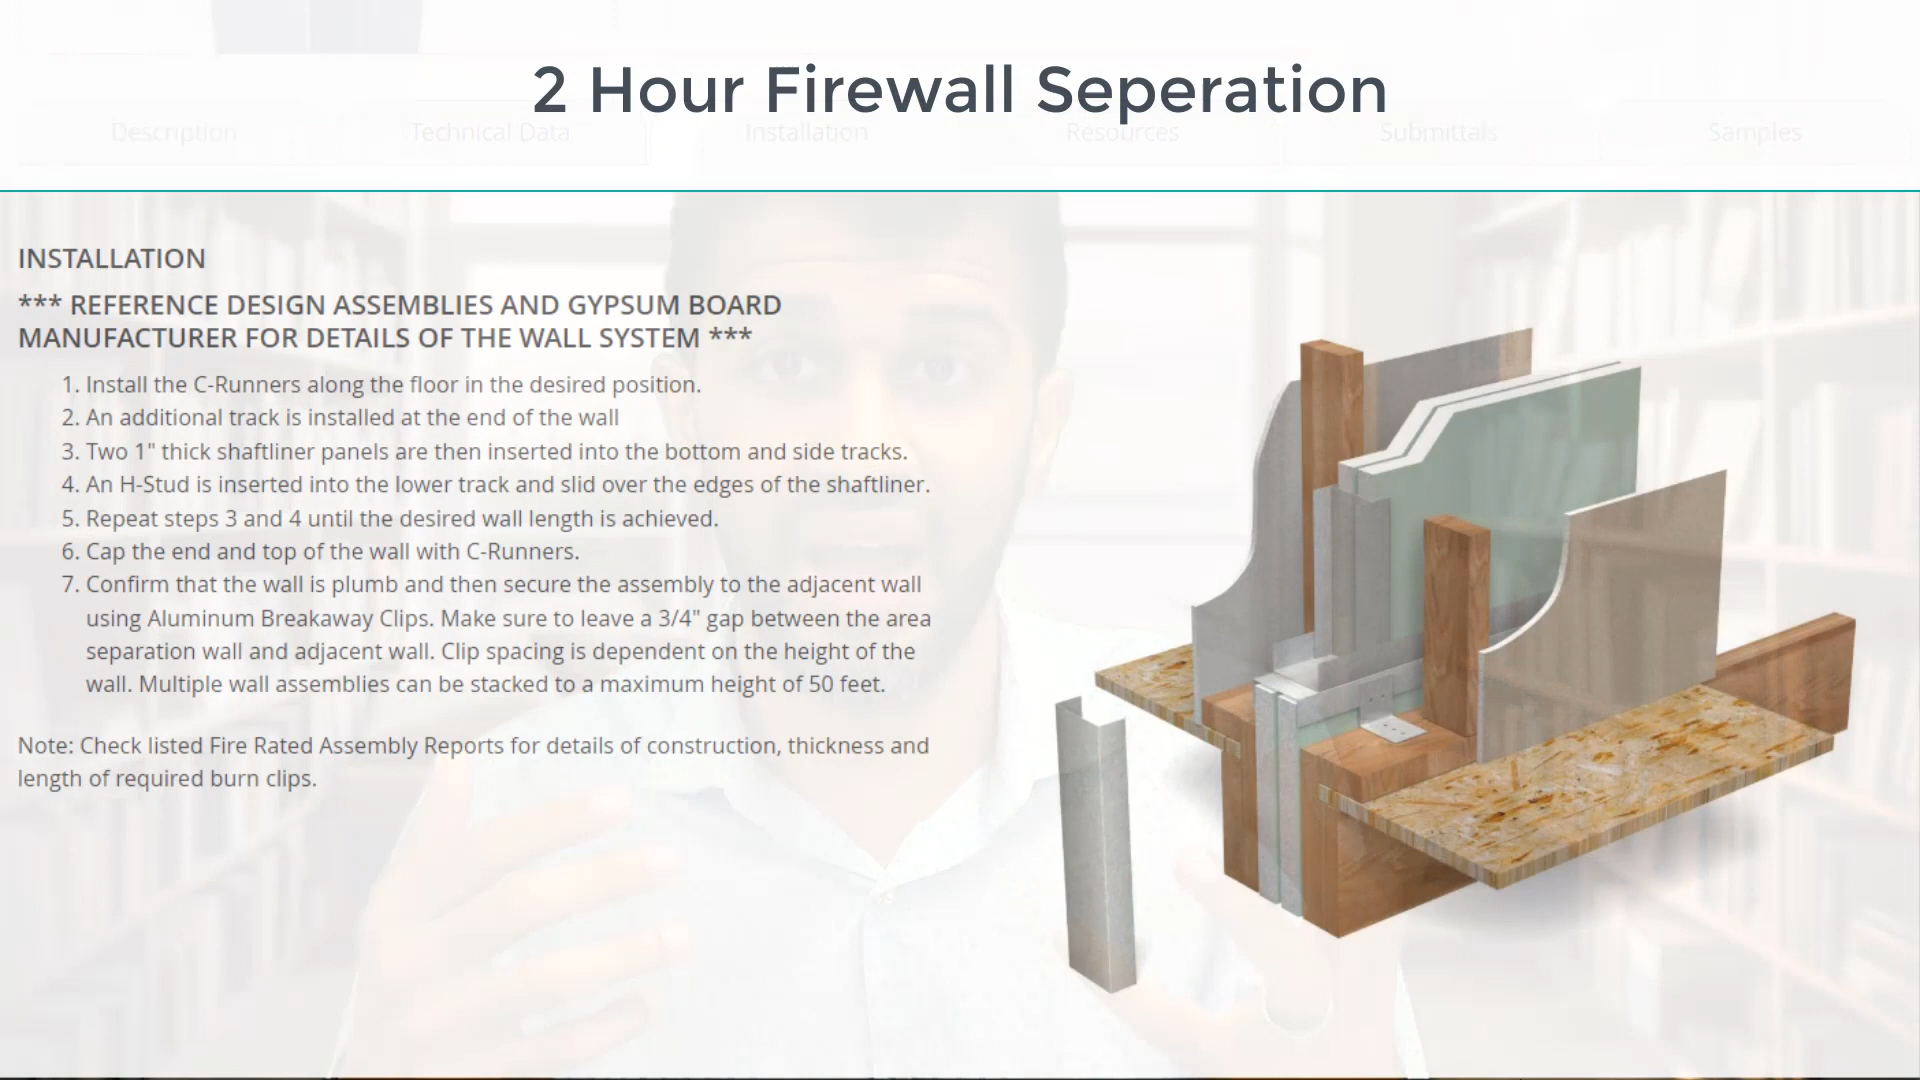 2 Hour Firewall Seperation
Description Technical Data Installation Resources Submittals Samples
INSTALLATION
*** REFERENCE DESIGN ASSEMBLIES AND GYPSUM BOARD
MANUFACTURER FOR DETAILS OF THE WALL SYSTEM ***
1. Install the C-Runners along the floor in the desired position.
2. An additional track is installed at the end of the wall
3. Two 1" thick shaftliner panels are then inserted into the bottom and side tracks.
4. An H-Stud is inserted into the lower track and slid over the edges of the shaftliner.
5. Repeat steps 3 and 4 until the desired wall length is achieved.
6. Cap the end and top of the wall with C-Runners.
7. Confirm that the wall is plumb and then secure the assembly to the adjacent wall
using Aluminum Breakaway Clips. Make sure to leave a 3/4" gap between the area
separation wall and adjacent wall. Clip spacing is dependent on the height of the
wall. Multiple wall assemblies can be stacked to a maximum height of 50 feet.
Note: Check listed Fire Rated Assembly Reports for details of construction, thickness and
length of required burn clips.